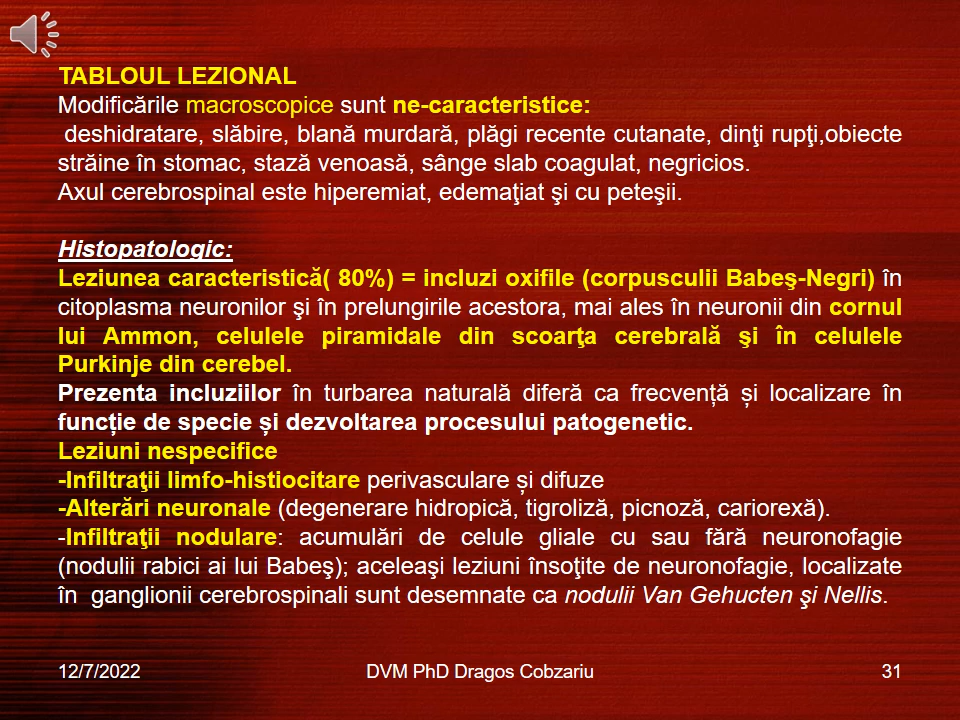 TABLOUL LEZIONAL
Modificările macroscopice sunt ne-caracteristice:
deshidratare, slăbire, blană murdară, plăgi recente cutanate, dinţi rupţi,obiecte
străine în stomac, stază venoasă, sânge slab coagulat, negricios.
Axul cerebrospinal este hiperemiat, edemaţiat şi cu peteşii.
Histopatologic:
Leziunea caracteristică( 80%) = incluzi oxifile (corpusculii Babeş-Negri) în
citoplasma neuronilor şi în prelungirile acestora, mai ales în neuronii din cornul
lui Ammon, celulele piramidale din scoarţa cerebrală şi în celulele
Purkinje din cerebel.
Prezenta incluziilor în turbarea naturală diferă ca frecvență și localizare în
funcție de specie și dezvoltarea procesului patogenetic.
Leziuni nespecifice
-Infiltraţii limfo-histiocitare perivasculare și difuze
-Alterări neuronale (degenerare hidropică, tigroliză, picnoză, cariorexă).
-Infiltraţii nodulare: acumulări de celule gliale cu sau fără neuronofagie
(nodulii rabici ai lui Babeş); aceleaşi leziuni însoţite de neuronofagie, localizate
în ganglionii cerebrospinali sunt desemnate ca nodulii Van Gehucten şi Nellis.
12/7/2022 DVM PhD Dragos Cobzariu 31